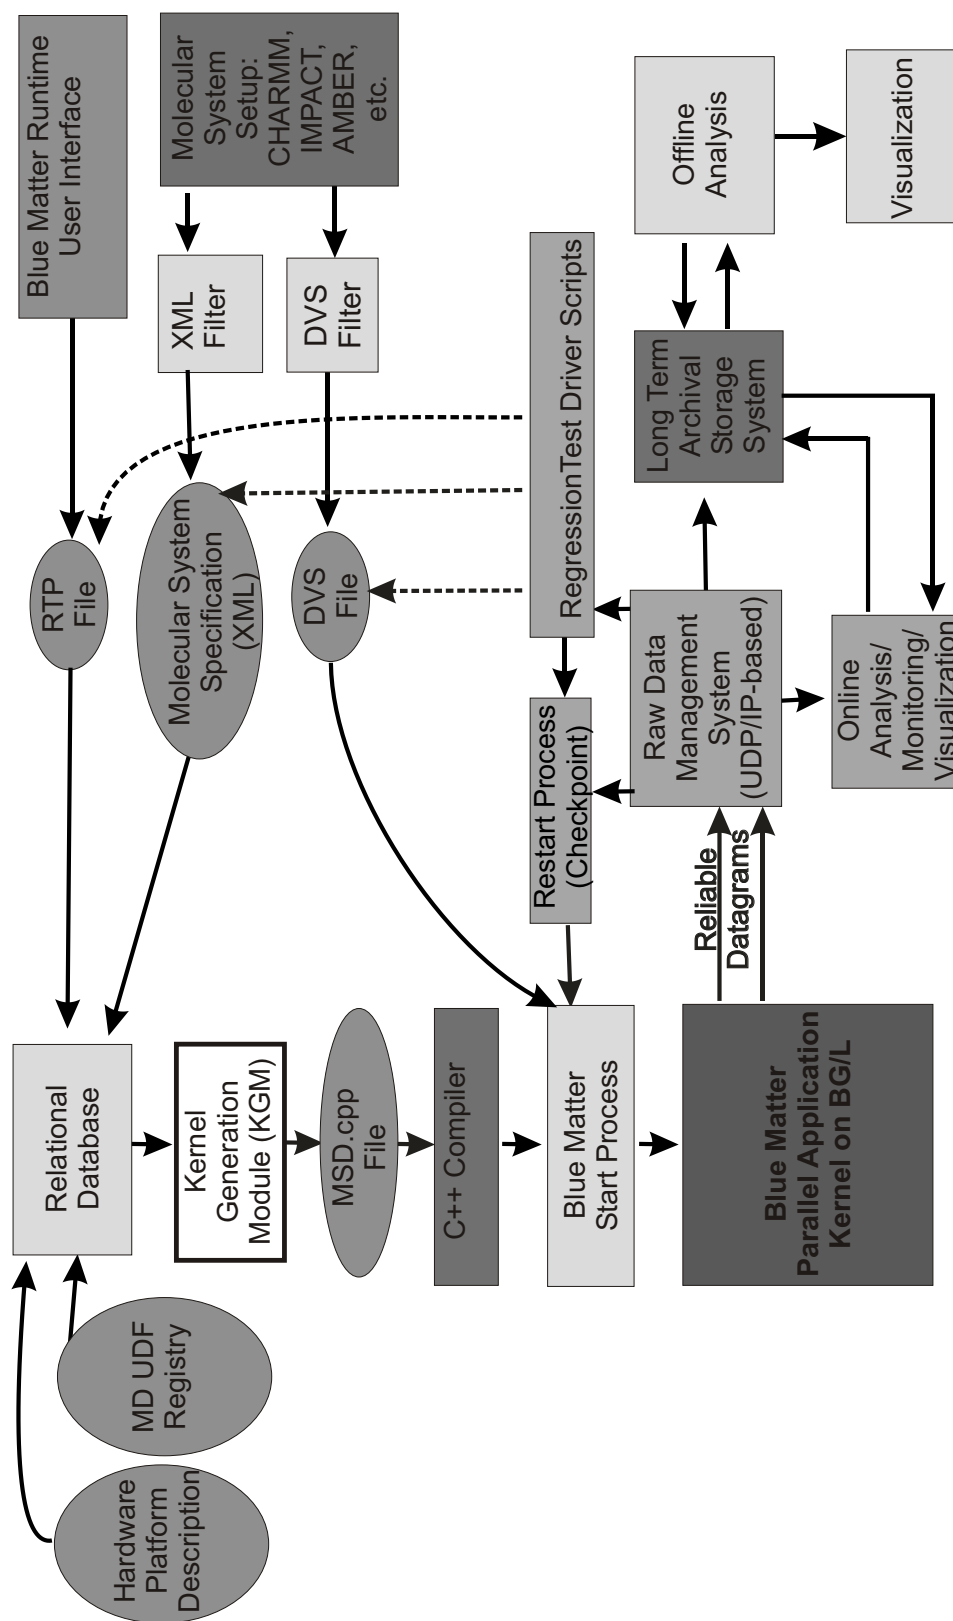 Blue Matter Runtime
User Interface
Molecular
System
Setup:
CHARMM,
IMPACT,
AMBER,
etc.
XML
Filter
DVS
Filter
RTP
File
Molecular System
Specification
(XML)
DVS
File
Hardware
Platform
Description
MD UDF
Registry
Relational
Database
Kernel
Generation
Module (KGM)
MSD.cpp
File
C++ Compiler
Blue Matter
Start Process
Blue Matter
Parallel Application
Kernel on BG/L
RegressionTest Driver Scripts
Restart Process
(Checkpoint)
Reliable
Datagrams
Raw Data
Management
System
(UDP/IP-based)
Long Term
Archival
Storage
System
Online
Analysis/
Monitoring/
Visualization
Offline
Analysis
Visualization